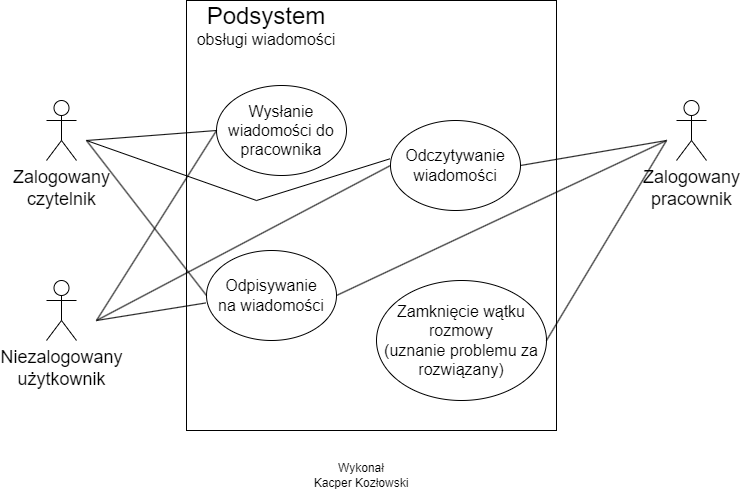 Podsystem
obsługi wiadomości
Wysłanie
wiadomości do
pracownika
Odczytywanie
wiadomości
Zalogowany
czytelnik
Zalogowany
pracownik
Odpisywanie
na wiadomości
Zamknięcie wątku
rozmowy
(uznanie problemu za
rozwiązany)
Niezalogowany
użytkownik
Wykonał
Kacper Kozłowski